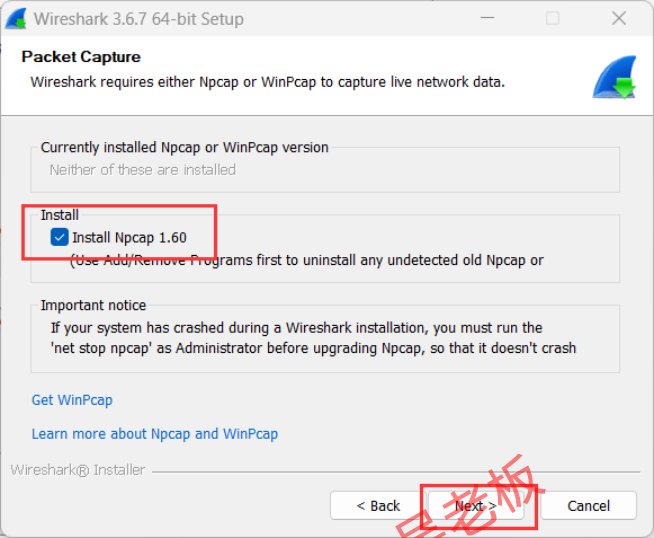 Wireshark 3.6.7 64-bit Setup
Packet Capture
Wireshark requires either Npcap or WinPcap to capture live network data.
Currently installed Npcap or WinPcap version
Neither of these are installed
Install
Install Npcap 1.60
(Use Add/Remove Programs first to uninstall any undetected old Npcap or
Important notice
If your system has crashed during a Wireshark installation, you must run the
'net stop npcap' as Administrator before upgrading Npcap, so that it doesn't crash
Get WinPcap
Learn more about Npcap and WinPcap
Wireshark® Installer
< Back
Next >
Cancel
老板